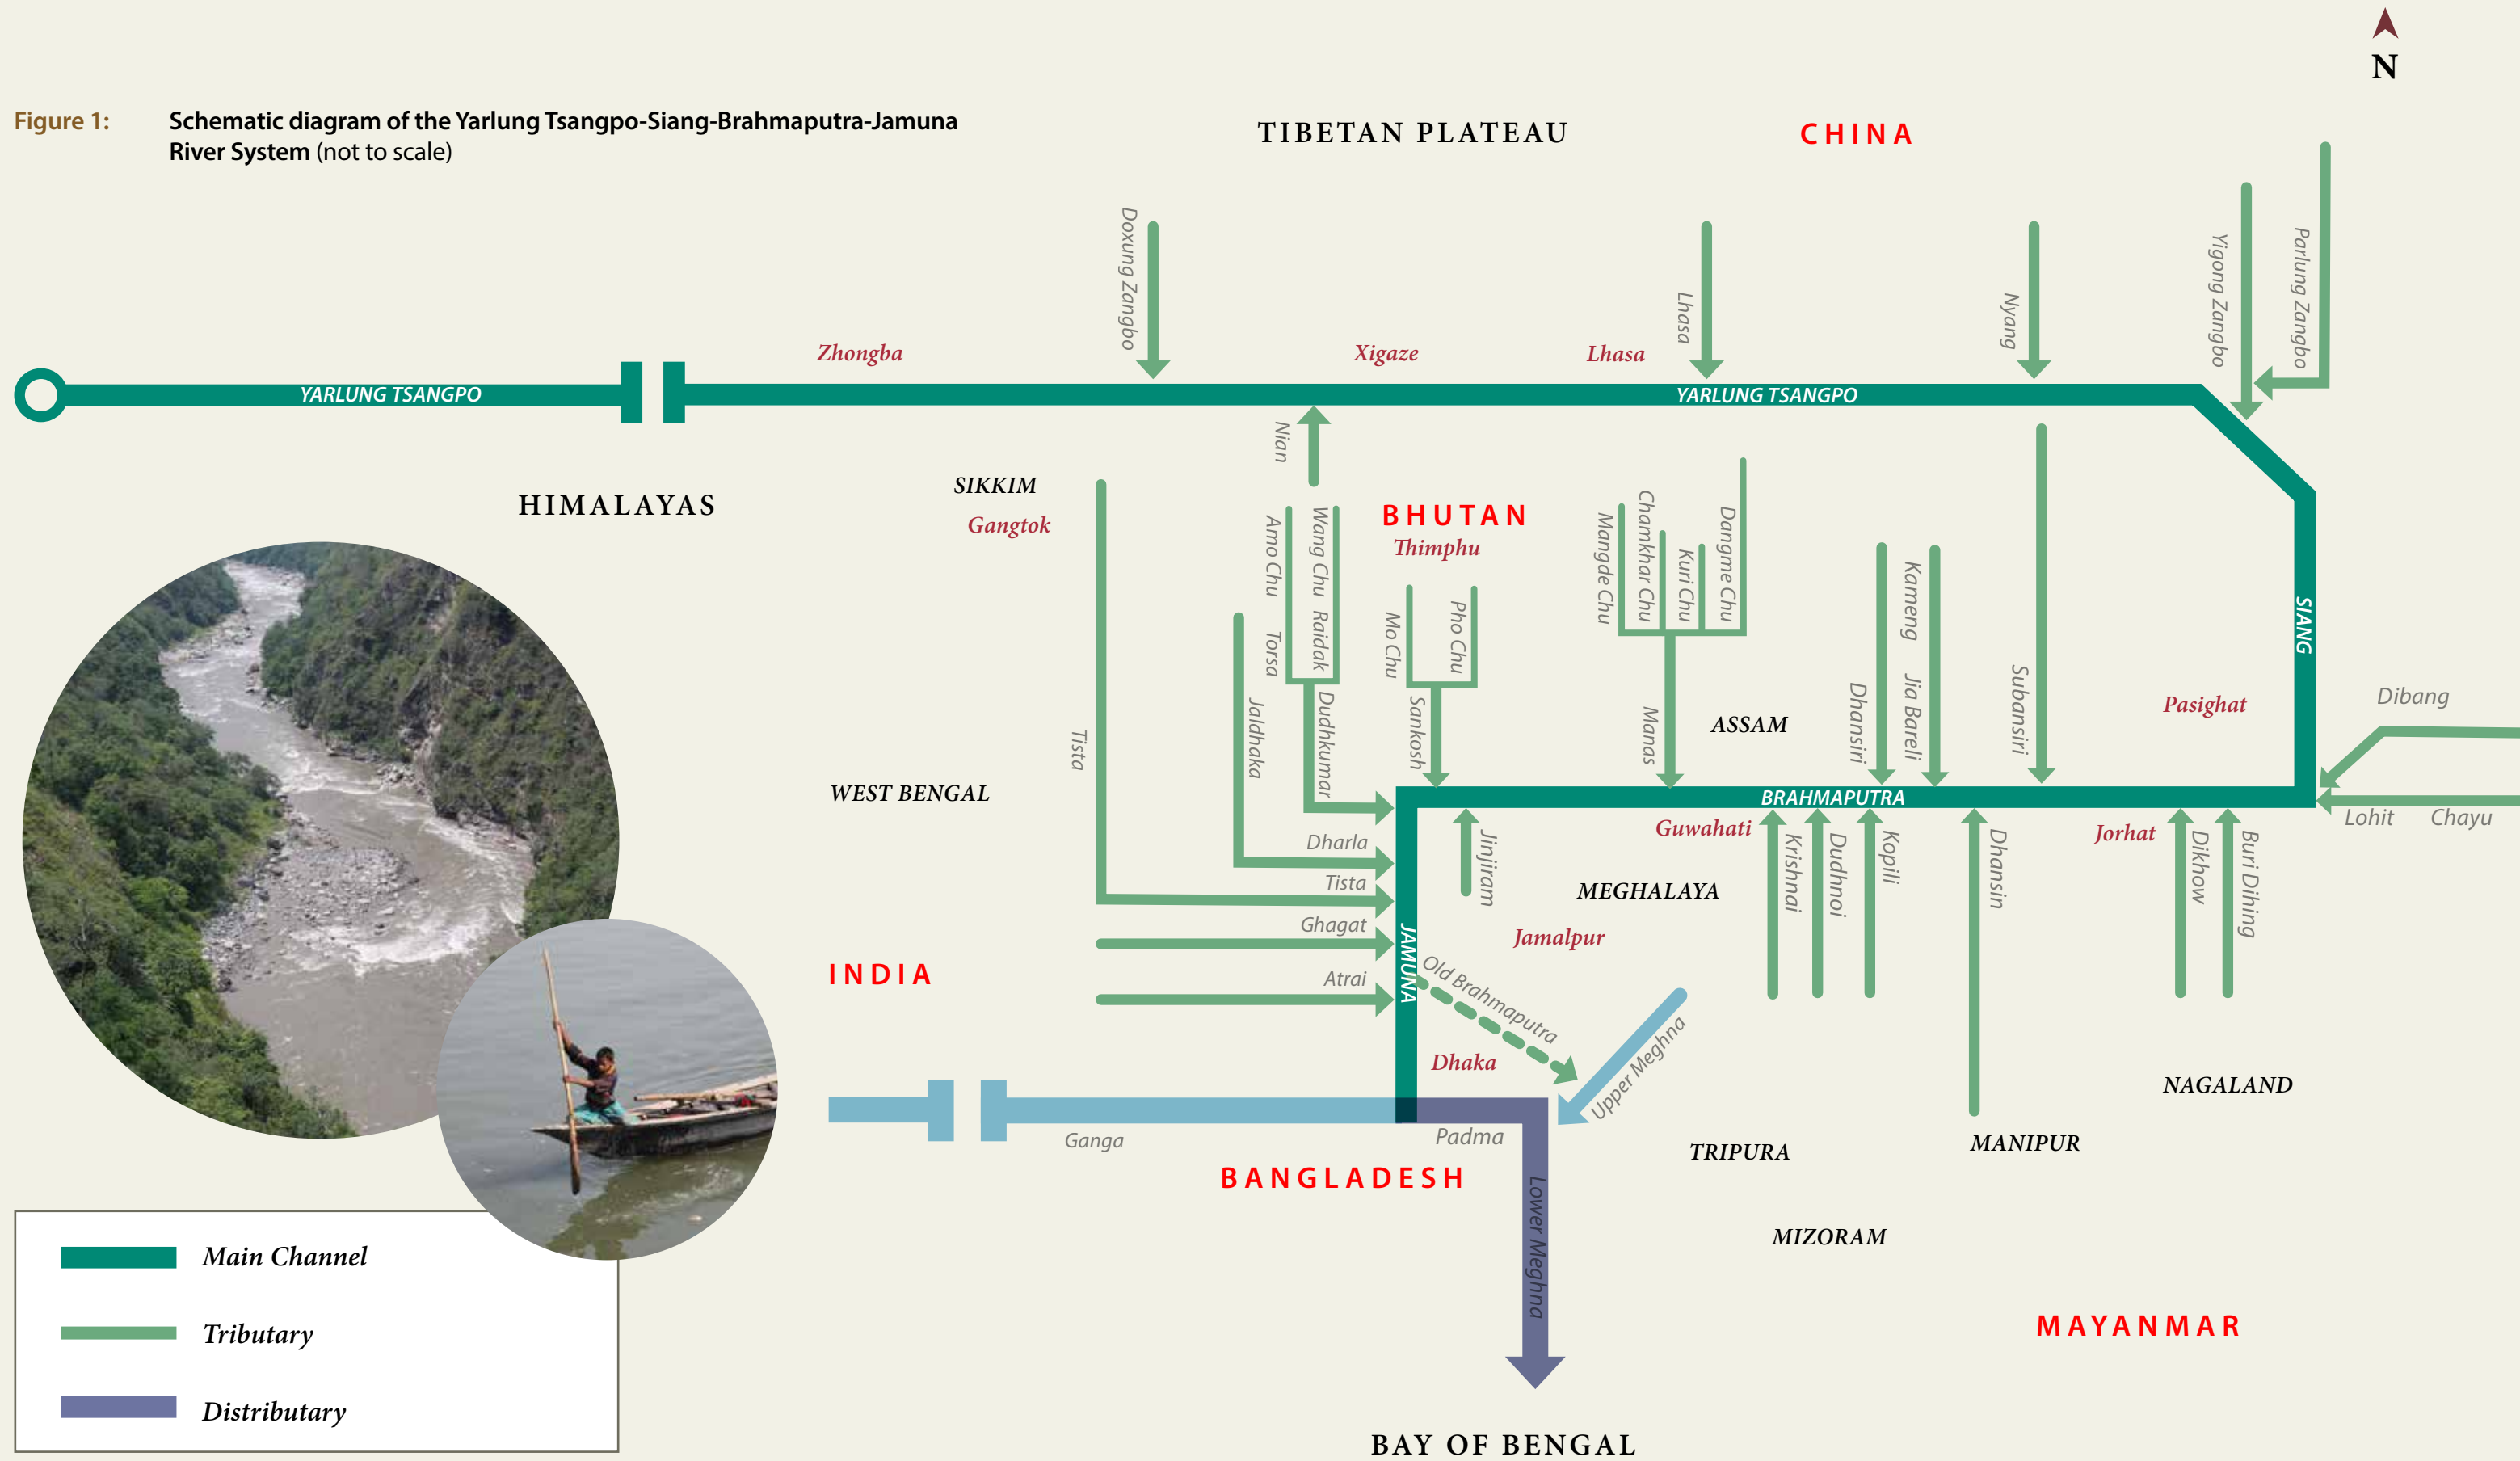 N
Figure 1:
Schematic diagram of the Yarlung Tsangpo-Siang-Brahmaputra-Jamuna
River System (not to scale)
TIBETAN PLATEAU
CHINA
Doxung Zangbo
Lhasa
Nyang
Yigong Zangbo
Parlung Zangbo
Zhongba
Xigaze
Lhasa
YARLUNG TSANGPO
YARLUNG TSANGPO
Nian
HIMALAYAS
SIKKIM
Gangtok
BHUTAN
Thimphu
Amo Chu
Torsa
Wang Chu
Raidak
Dudhkumar
Jaldhaka
Tista
Mo Chu
Pho Chu
Sankosh
Mangde Chu
Chamkhar Chu
Kuri Chu
Dangme Chu
Manas
ASSAM
Dhansiri
Kameng
Jia Bareli
Subansiri
SIANG
Pasighat
Dibang
WEST BENGAL
BRAHMAPUTRA
Lohit
Chayu
Guwahati
Jorhat
Dharla
Tista
Ghagat
Atrai
JAMUNA
Jinjiram
Krishnai
Dudhnoi
Kopili
Dhansin
Dikhow
Buri Dihing
MEGHALAYA
Jamalpur
INDIA
Old Brahmaputra
Upper Meghna
Dhaka
NAGALAND
Ganga
Padma
TRIPURA
MANIPUR
BANGLADESH
Lower Meghna
MIZORAM
MAYANMAR
Main Channel
Tributary
Distributary
BAY OF BENGAL